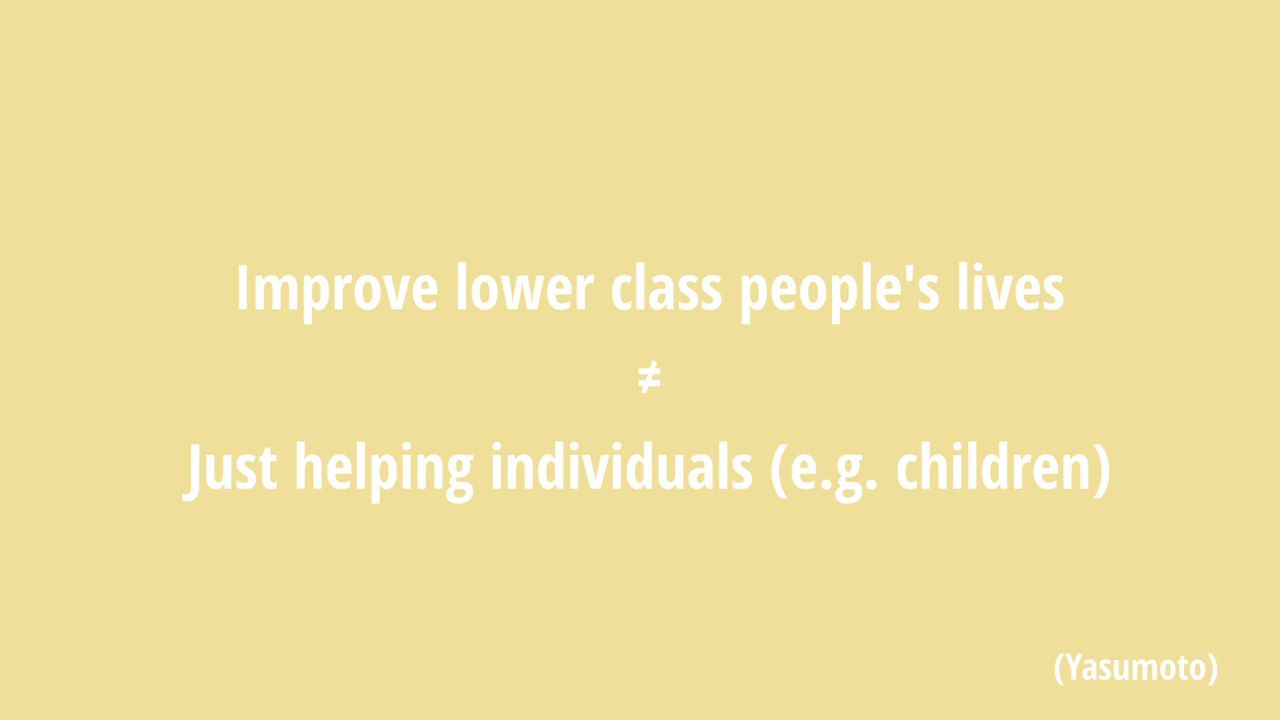 Improve lower class people's lives
≠
Just helping individuals (e.g. children)
(Yasumoto)